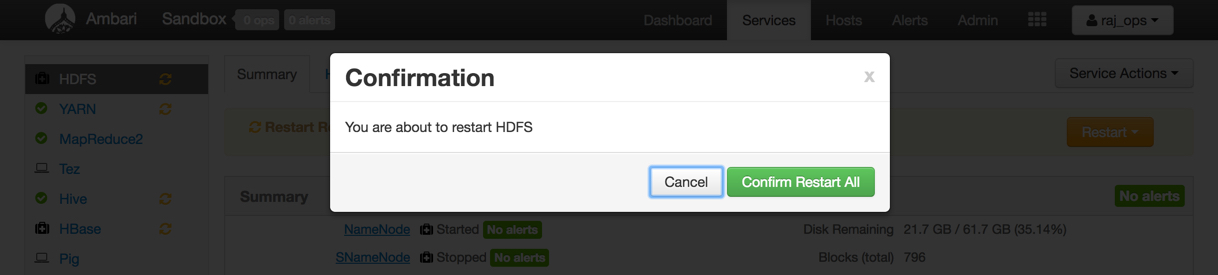 Ambari Sandbox 0 ops 0 alerts Dashboard Services Hosts Alerts Admin raj_ops
HDFS
YARN
MapReduce2
Tez
Hive
HBase
Pig
Summary
Service Actions
Restart
Restart
Confirmation x
You are about to restart HDFS
Cancel Confirm Restart All
Summary No alerts
NameNode Started No alerts Disk Remaining 21.7 GB / 61.7 GB (35.14%)
SNameNode Stopped No alerts Blocks (total) 796